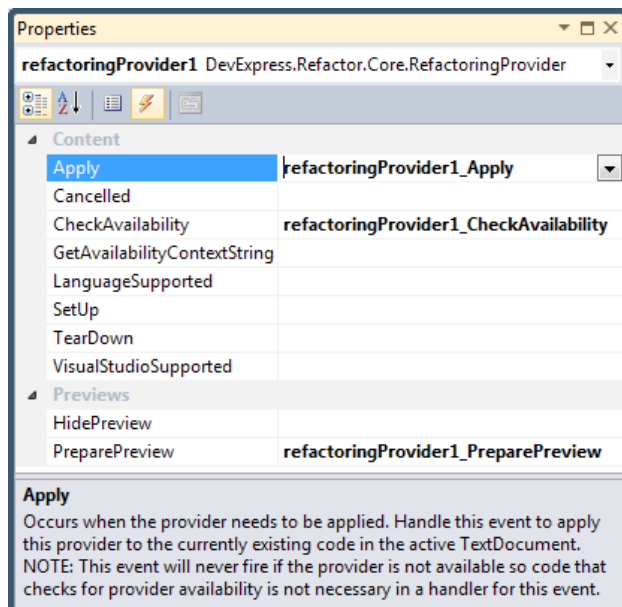 Properties
refactoringProvider1 DevExpress.Refactor.Core.RefactoringProvider
Content
Apply refactoringProvider1_Apply
Cancelled
CheckAvailability refactoringProvider1_CheckAvailability
GetAvailabilityContextString
LanguageSupported
SetUp
TearDown
VisualStudioSupported
Previews
HidePreview
PreparePreview refactoringProvider1_PreparePreview
Apply
Occurs when the provider needs to be applied. Handle this event to apply
this provider to the currently existing code in the active TextDocument.
NOTE: This event will never fire if the provider is not available so code that
checks for provider availability is not necessary in a handler for this event.